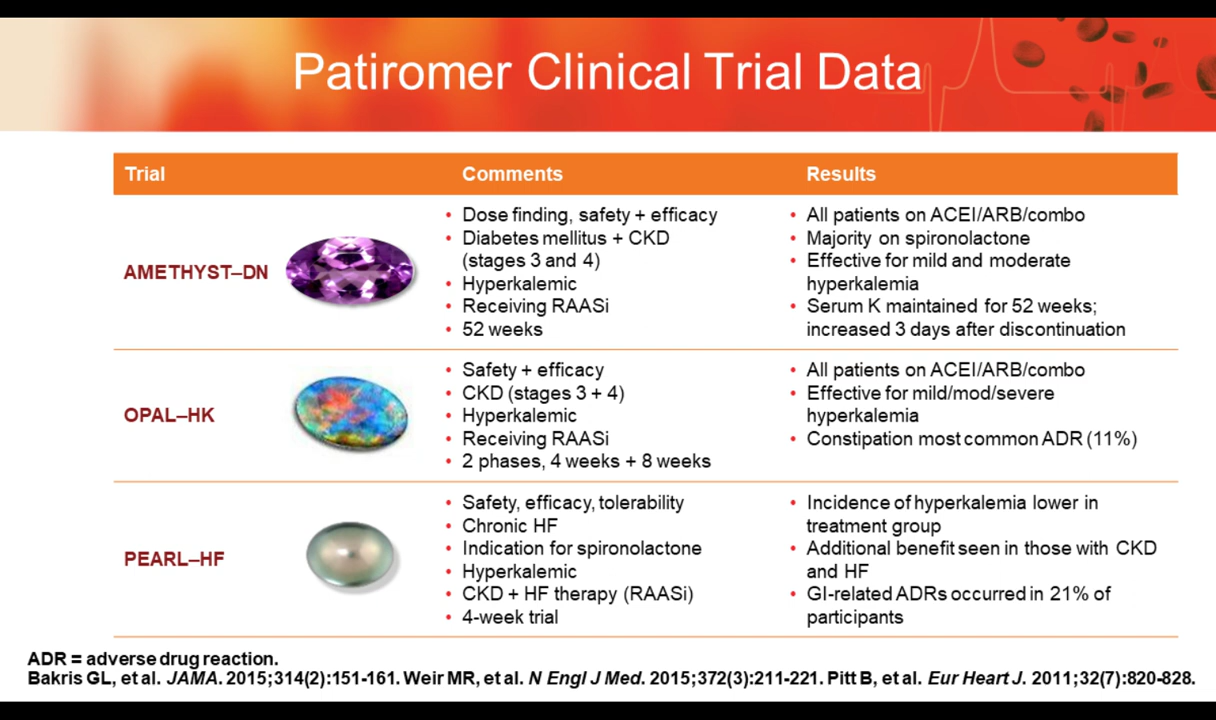 Patiromer Clinical Trial Data
Trial Comments Results
AMETHYST–DN
• Dose finding, safety + efficacy
• Diabetes mellitus + CKD
(stages 3 and 4)
• Hyperkalemic
• Receiving RAASi
• 52 weeks
• All patients on ACEI/ARB/combo
• Majority on spironolactone
• Effective for mild and moderate
hyperkalemia
• Serum K maintained for 52 weeks;
increased 3 days after discontinuation
OPAL–HK
• Safety + efficacy
• CKD (stages 3 + 4)
• Hyperkalemic
• Receiving RAASi
• 2 phases, 4 weeks + 8 weeks
• All patients on ACEI/ARB/combo
• Effective for mild/mod/severe
hyperkalemia
• Constipation most common ADR (11%)
PEARL–HF
• Safety, efficacy, tolerability
• Chronic HF
• Indication for spironolactone
• Hyperkalemic
• CKD + HF therapy (RAASi)
• 4-week trial
• Incidence of hyperkalemia lower in
treatment group
• Additional benefit seen in those with CKD
and HF
• GI-related ADRs occurred in 21% of
participants
ADR = adverse drug reaction.
Bakris GL, et al. JAMA. 2015;314(2):151-161. Weir MR, et al. N Engl J Med. 2015;372(3):211-221. Pitt B, et al. Eur Heart J. 2011;32(7):820-828.